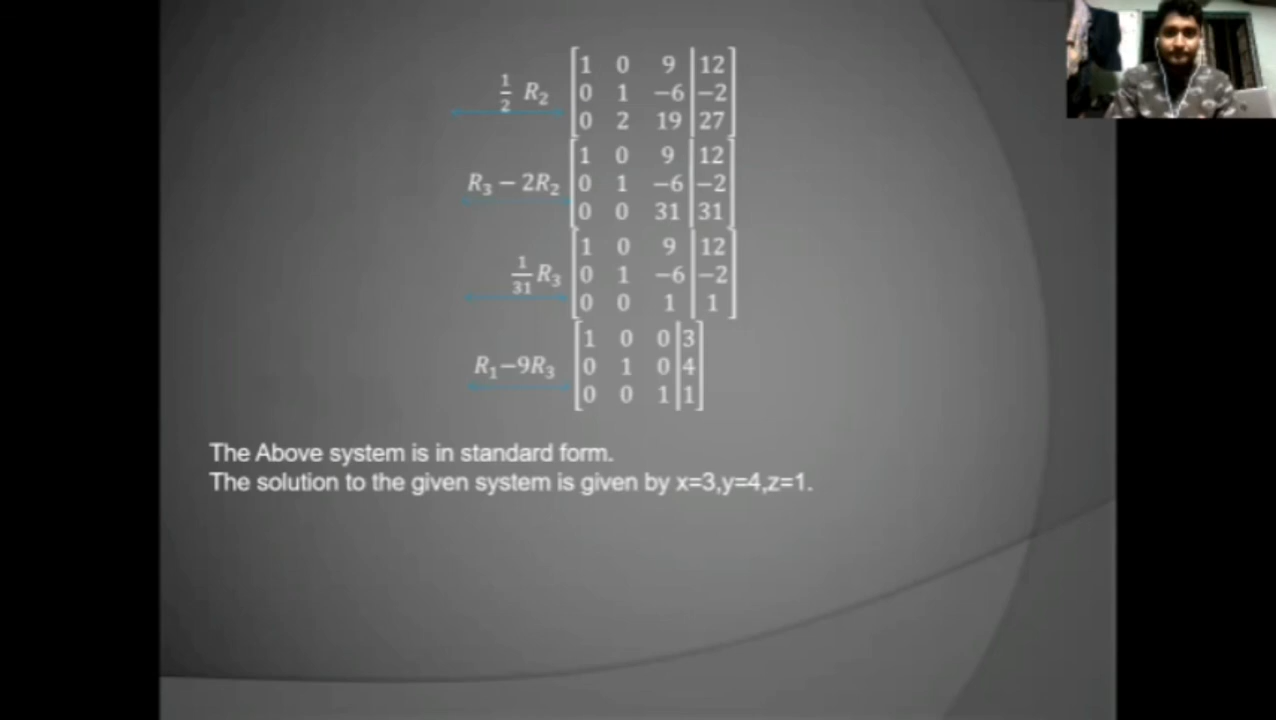 1/2 R₂ [1 0 9 | 12]
[0 1 −6 | −2]
[0 2 19 | 27]
R₃ − 2R₂ [1 0 9 | 12]
[0 1 −6 | −2]
[0 0 31 | 31]
1/31 R₃ [1 0 9 | 12]
[0 1 −6 | −2]
[0 0 1 | 1]
R₁−9R₃ [1 0 0 | 3]
[0 1 0 | 4]
[0 0 1 | 1]
The Above system is in standard form.
The solution to the given system is given by x=3,y=4,z=1.